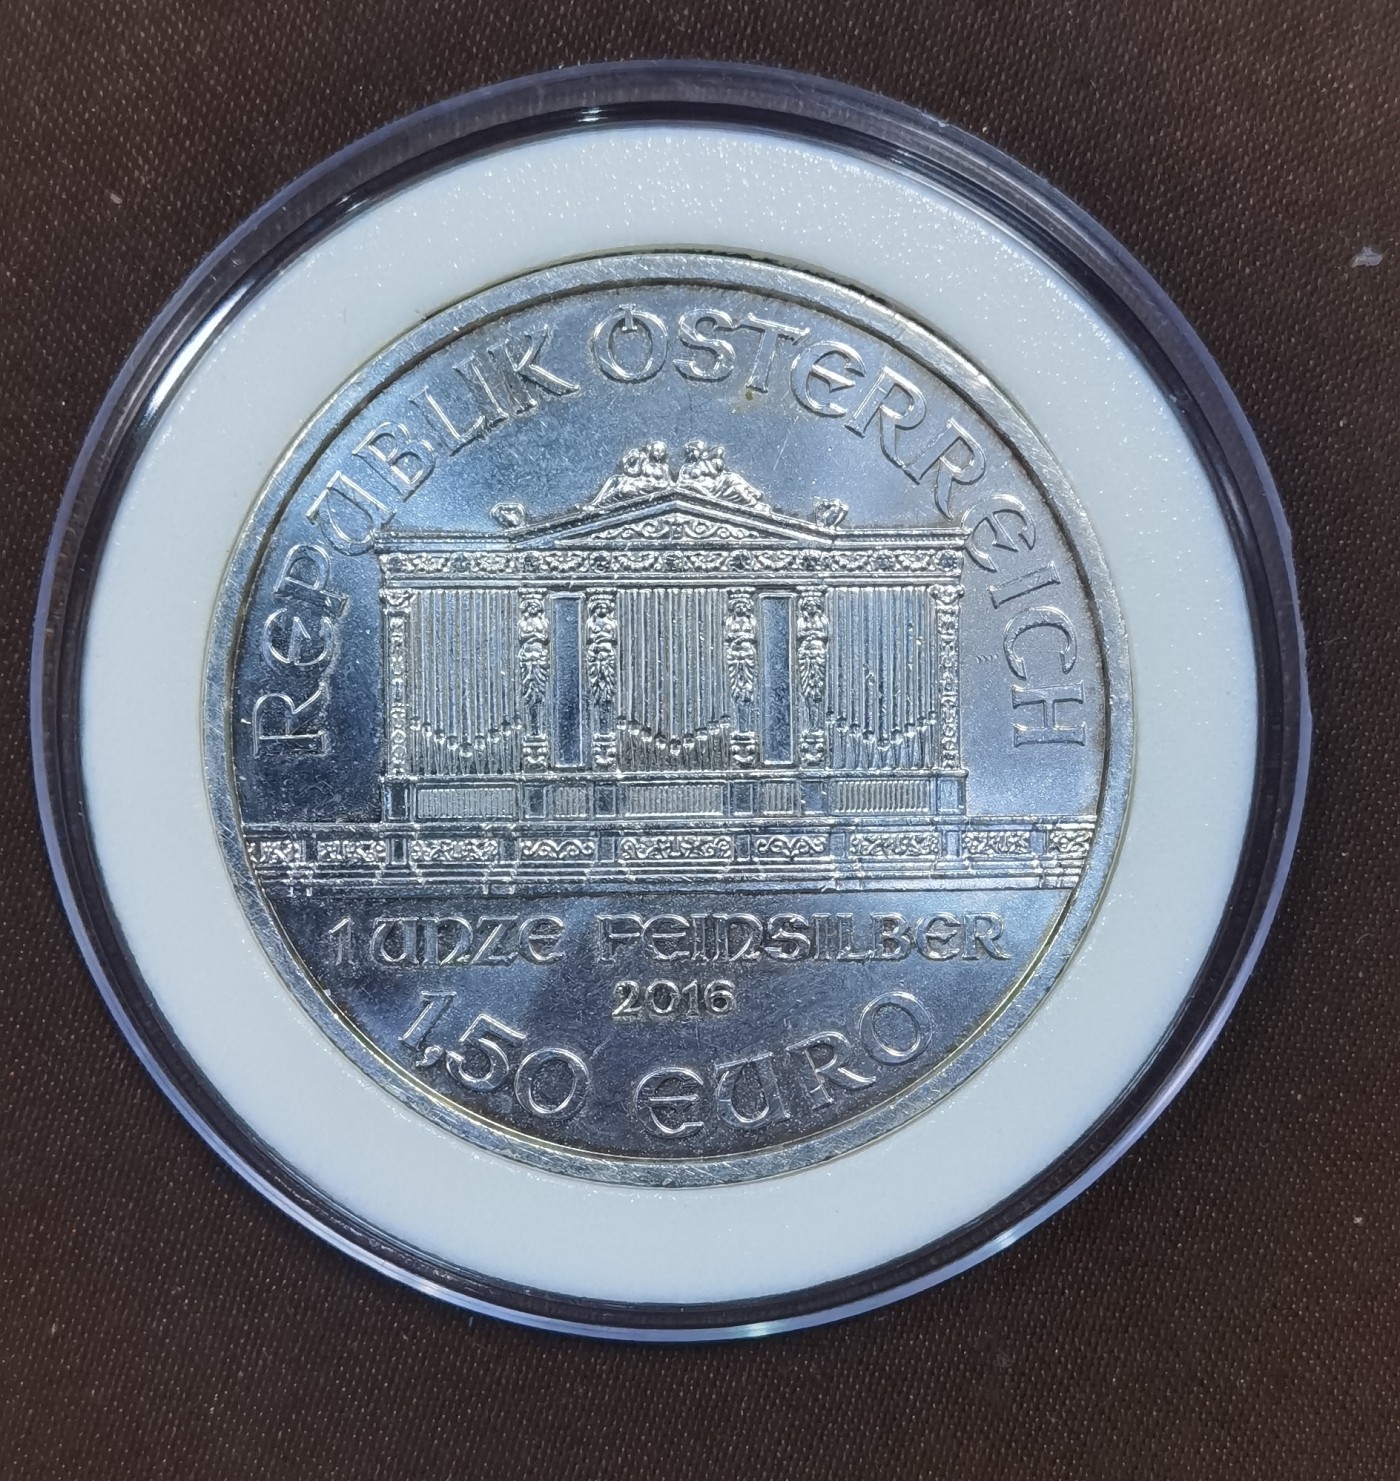 REPUBLIK ÖSTERREICH
1 UNZE FEINSILBER
2016
1,50 EURO